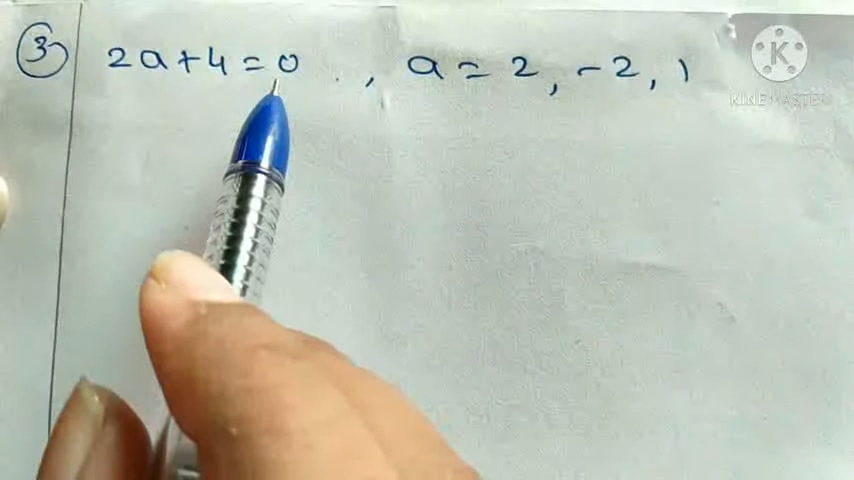 ③ 2a+4=0 , a = 2, -2, 1
K
KINEMASTER